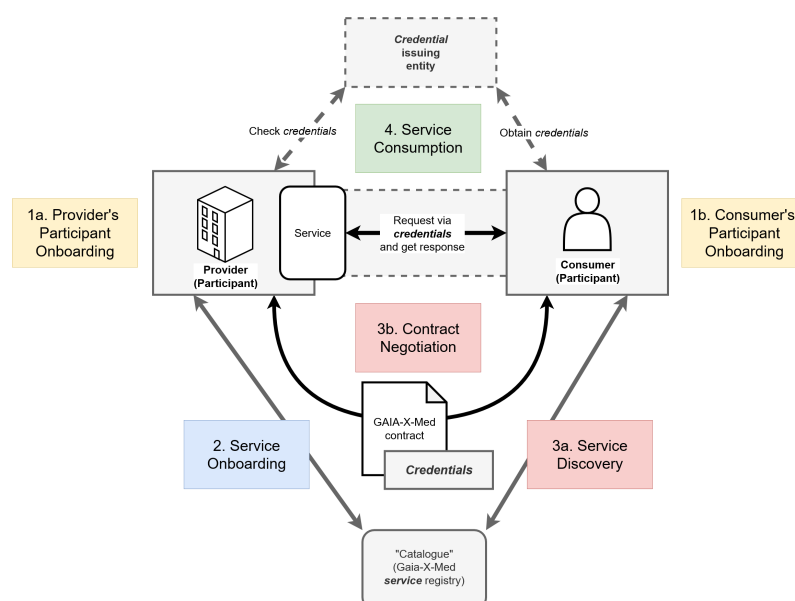 Credential
issuing
entity
Check credentials
4. Service
Consumption
Obtain credentials
1a. Provider's
Participant
Onboarding
Provider
(Participant)
Service
Request via
credentials
and get response
Consumer
(Participant)
1b. Consumer's
Participant
Onboarding
3b. Contract
Negotiation
GAIA-X-Med
contract
Credentials
2. Service
Onboarding
3a. Service
Discovery
"Catalogue"
(Gaia-X-Med
service registry)